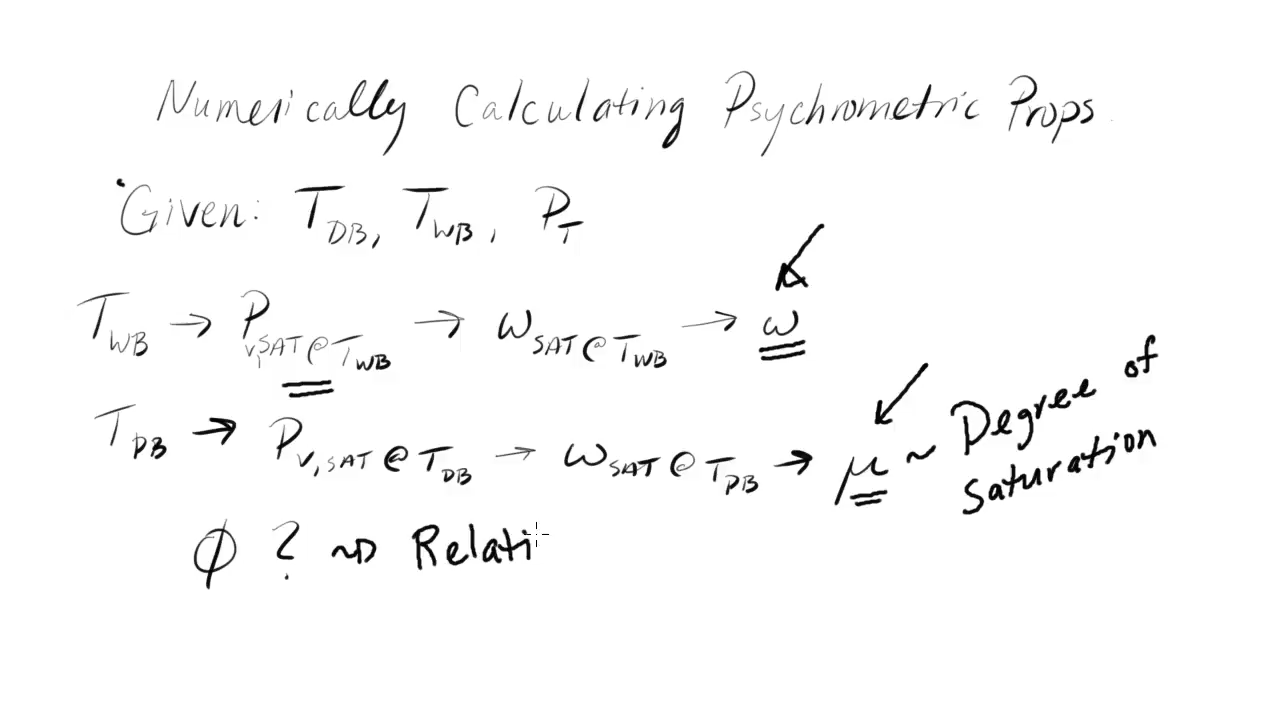 Numerically Calculating Psychrometric Props
Given: T_DB, T_WB, P_T
T_WB → P_v,SAT@T_WB → ω_SAT@T_WB → ω
T_DB → P_v,SAT@T_DB → ω_SAT@T_DB → μ ~ Degree of
Saturation
φ ? ~> Relati